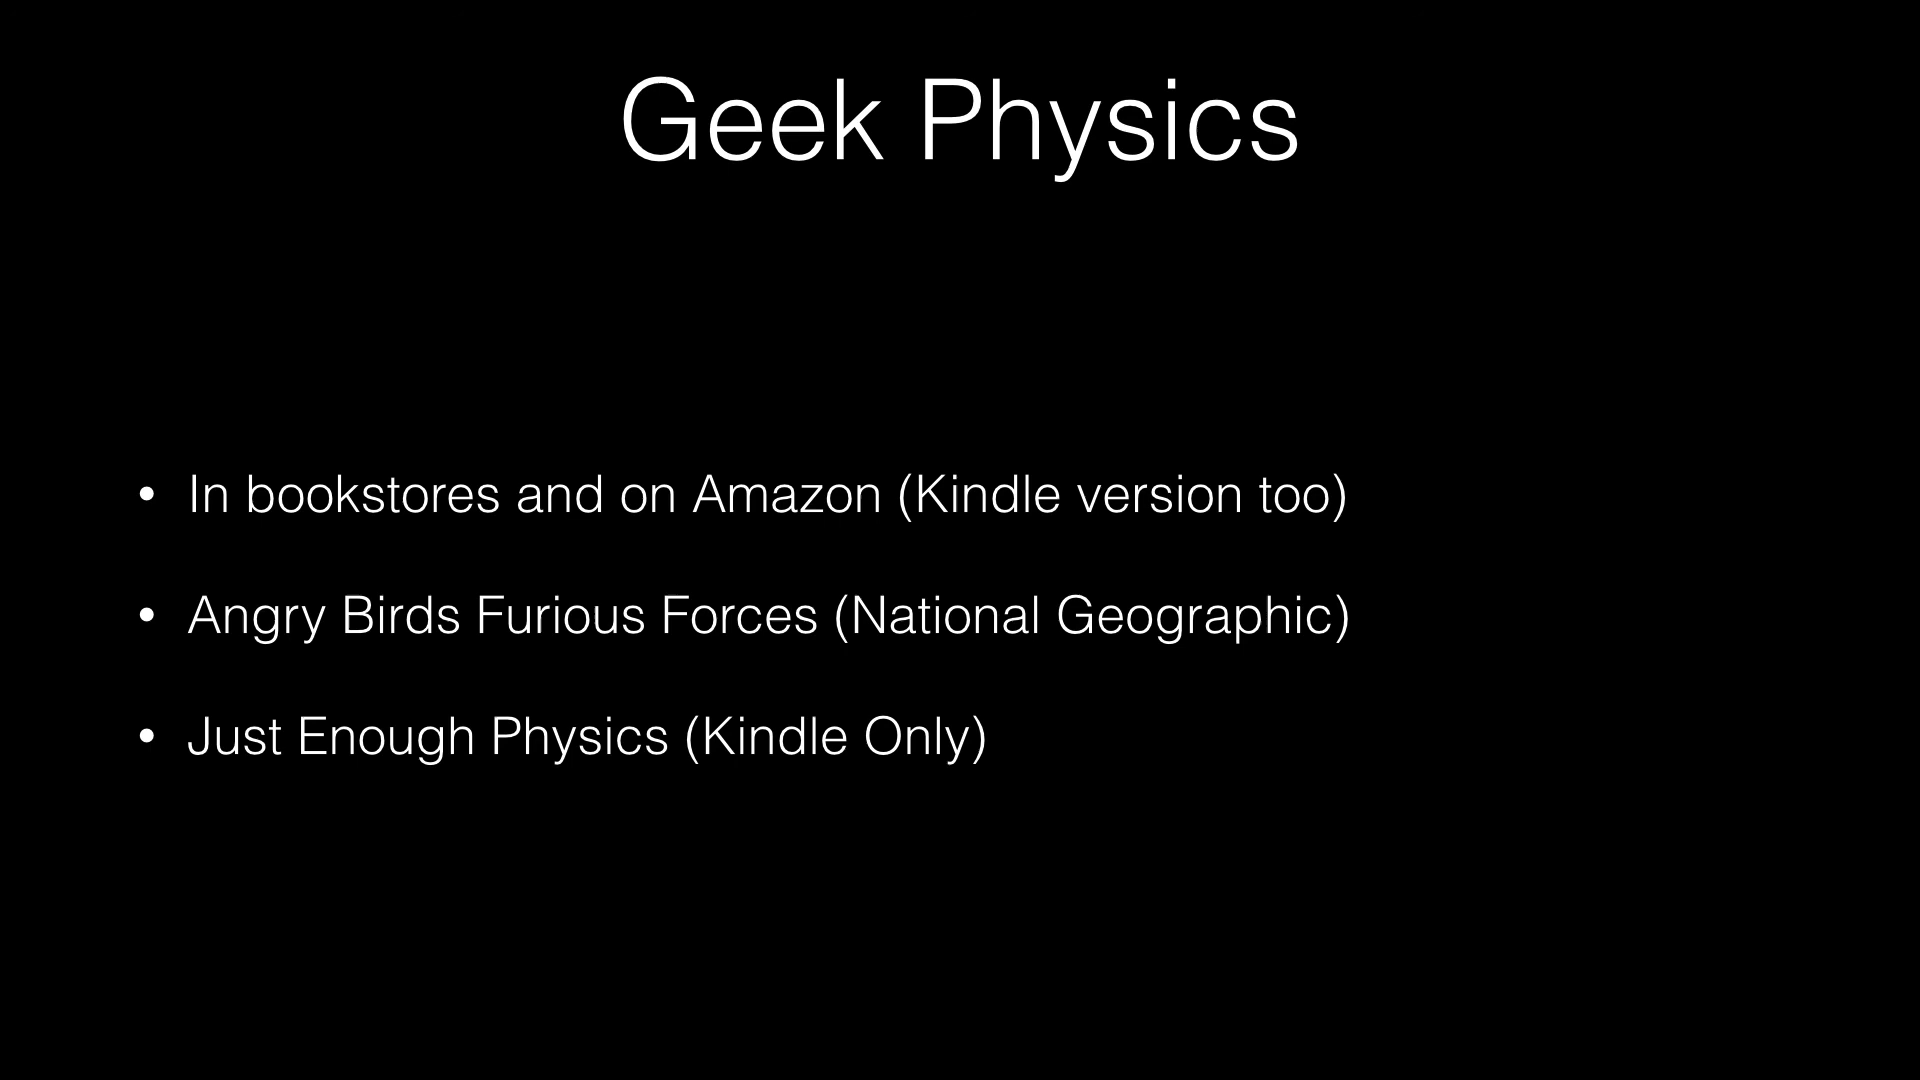 Geek Physics
• In bookstores and on Amazon (Kindle version too)
• Angry Birds Furious Forces (National Geographic)
• Just Enough Physics (Kindle Only)